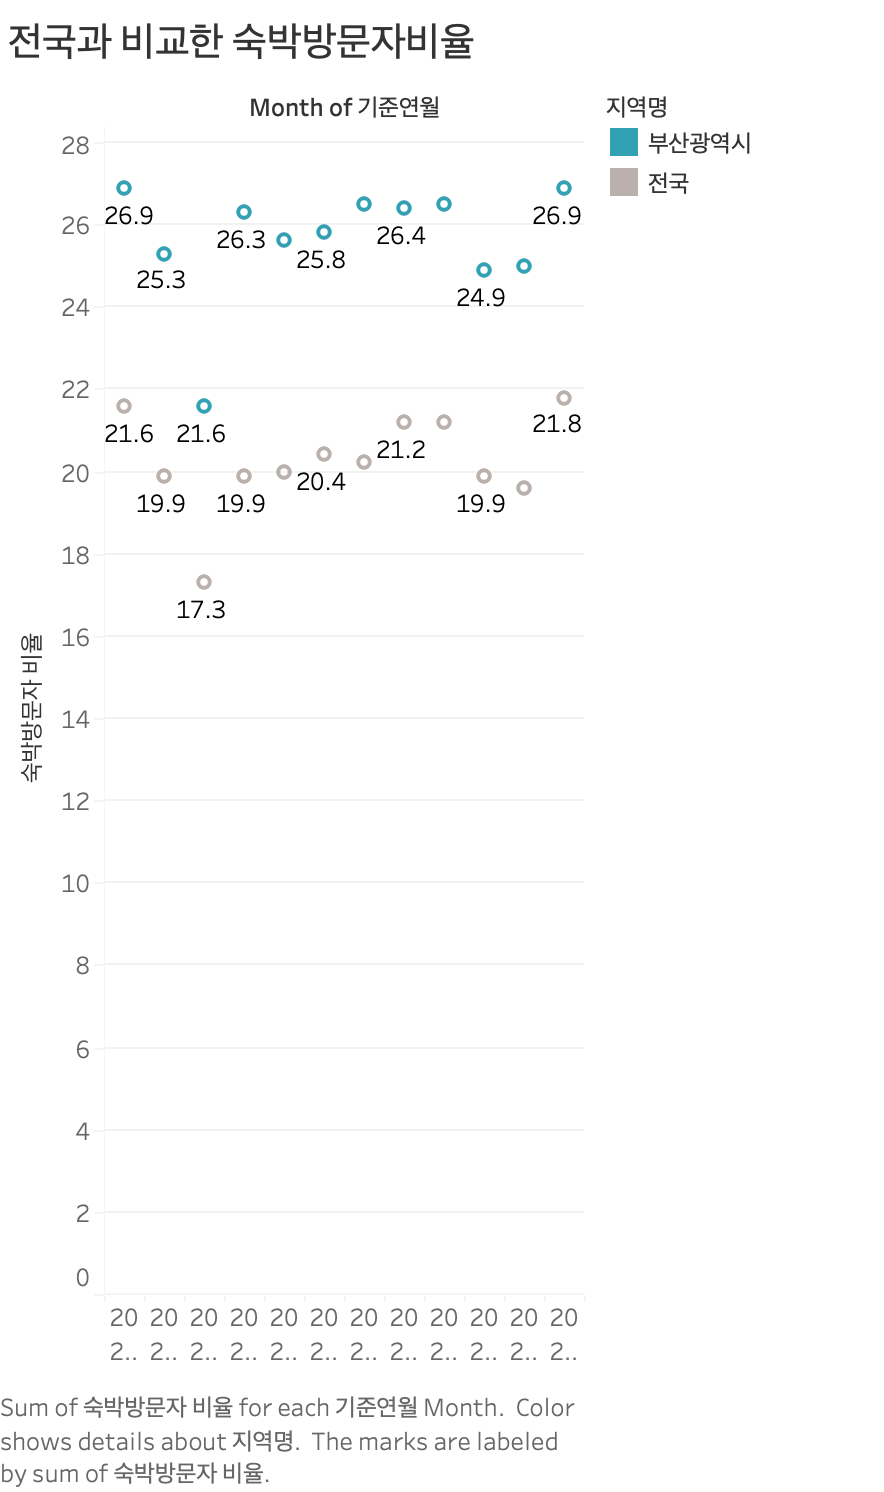 전국과 비교한 숙박방문자비율
Month of 기준연월
지역명
부산광역시
전국
숙박방문자 비율
28
26
24
22
20
18
16
14
12
10
8
6
4
2
0
26.9
25.3
26.3
25.8
26.4
24.9
26.9
21.6
21.6
19.9
19.9
20.4
21.2
19.9
21.8
17.3
20 20 20 20 20 20 20 20 20 20 20 20
2.. 2.. 2.. 2.. 2.. 2.. 2.. 2.. 2.. 2.. 2.. 2..
Sum of 숙박방문자 비율 for each 기준연월 Month.  Color
shows details about 지역명.  The marks are labeled
by sum of 숙박방문자 비율.